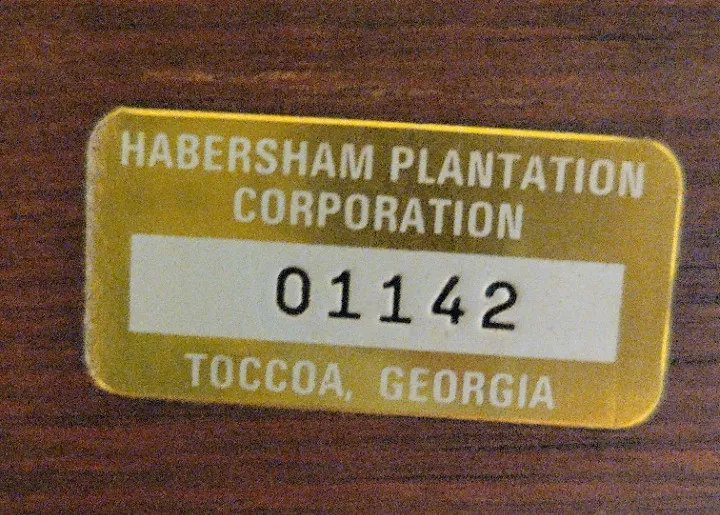 HABERSHAM PLANTATION
CORPORATION
01142
TOCCOA, GEORGIA